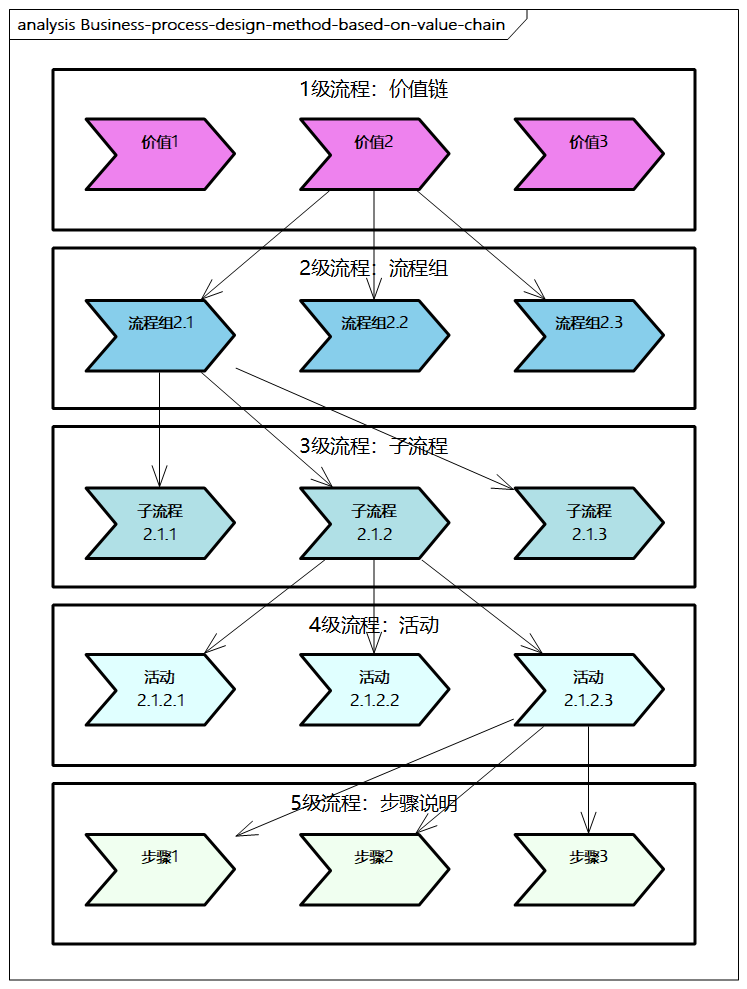 analysis Business-process-design-method-based-on-value-chain
1级流程：价值链
价值1
价值2
价值3
2级流程：流程组
流程组2.1
流程组2.2
流程组2.3
3级流程：子流程
子流程
2.1.1
子流程
2.1.2
子流程
2.1.3
4级流程：活动
活动
2.1.2.1
活动
2.1.2.2
活动
2.1.2.3
5级流程：步骤说明
步骤1
步骤2
步骤3